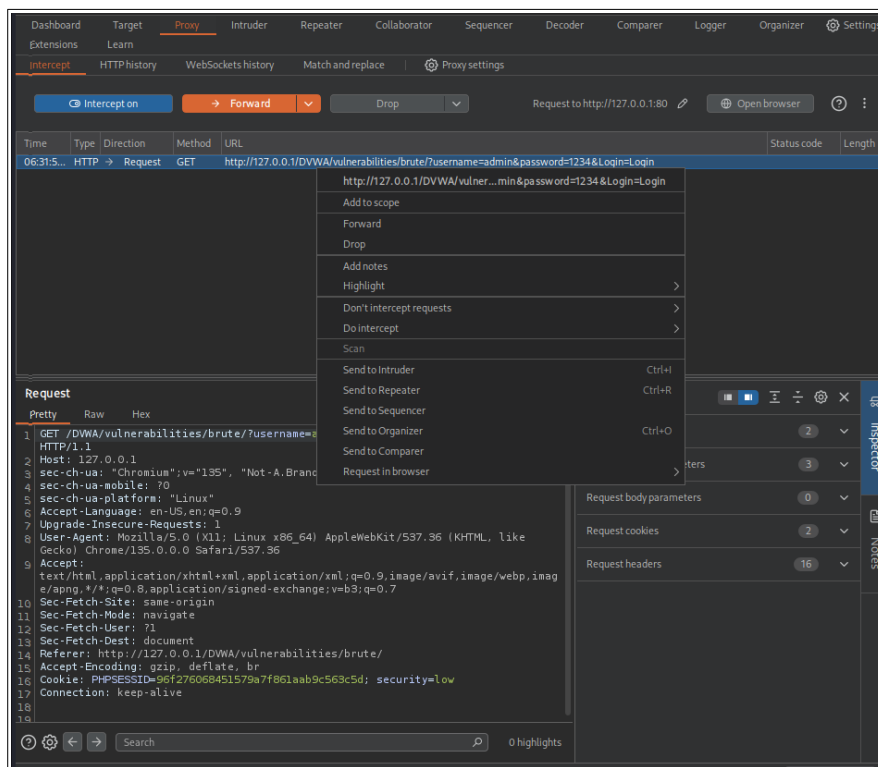 Dashboard Target Proxy Intruder Repeater Collaborator Sequencer Decoder Comparer Logger Organizer Settings
Extensions Learn
Intercept HTTP history WebSockets history Match and replace Proxy settings
Intercept on Forward Drop Request to http://127.0.0.1:80 Open browser
Time Type Direction Method URL Status code Length
06:31:5... HTTP → Request GET http://127.0.0.1/DVWA/vulnerabilities/brute/?username=admin&password=1234&Login=Login
http://127.0.0.1/DVWA/vulner...min&password=1234&Login=Login
Add to scope
Forward
Drop
Add notes
Highlight
Don't intercept requests
Do intercept
Scan
Send to Intruder Ctrl+I
Send to Repeater Ctrl+R
Send to Sequencer
Send to Organizer Ctrl+O
Send to Comparer
Request in browser
Request
Pretty Raw Hex
1 GET /DVWA/vulnerabilities/brute/?username=a
HTTP/1.1
2 Host: 127.0.0.1
3 sec-ch-ua: "Chromium";v="135", "Not-A.Branc
4 sec-ch-ua-mobile: ?0
5 sec-ch-ua-platform: "Linux"
6 Accept-Language: en-US,en;q=0.9
7 Upgrade-Insecure-Requests: 1
8 User-Agent: Mozilla/5.0 (X11; Linux x86_64) AppleWebKit/537.36 (KHTML, like
Gecko) Chrome/135.0.0.0 Safari/537.36
9 Accept:
text/html,application/xhtml+xml,application/xml;q=0.9,image/avif,image/webp,imag
e/apng,*/*;q=0.8,application/signed-exchange;v=b3;q=0.7
10 Sec-Fetch-Site: same-origin
11 Sec-Fetch-Mode: navigate
12 Sec-Fetch-User: ?1
13 Sec-Fetch-Dest: document
14 Referer: http://127.0.0.1/DVWA/vulnerabilities/brute/
15 Accept-Encoding: gzip, deflate, br
16 Cookie: PHPSESSID=96f276068451579a7f861aab9c563c5d; security=low
17 Connection: keep-alive
18
19
Search 0 highlights
2
eters 3
Request body parameters 0
Request cookies 2
Request headers 16
Inspector
Notes